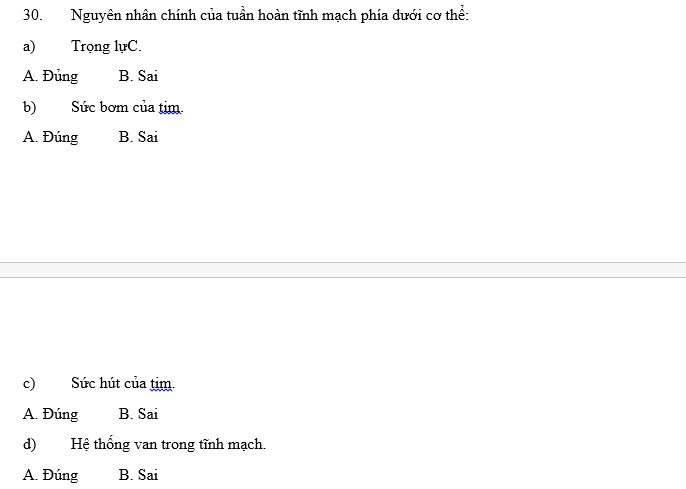 30. Nguyên nhân chính của tuần hoàn tĩnh mạch phía dưới cơ thể:
a) Trọng lựC.
A. Đúng B. Sai
b) Sức bơm của tim.
A. Đúng B. Sai
c) Sức hút của tim.
A. Đúng B. Sai
d) Hệ thống van trong tĩnh mạch.
A. Đúng B. Sai